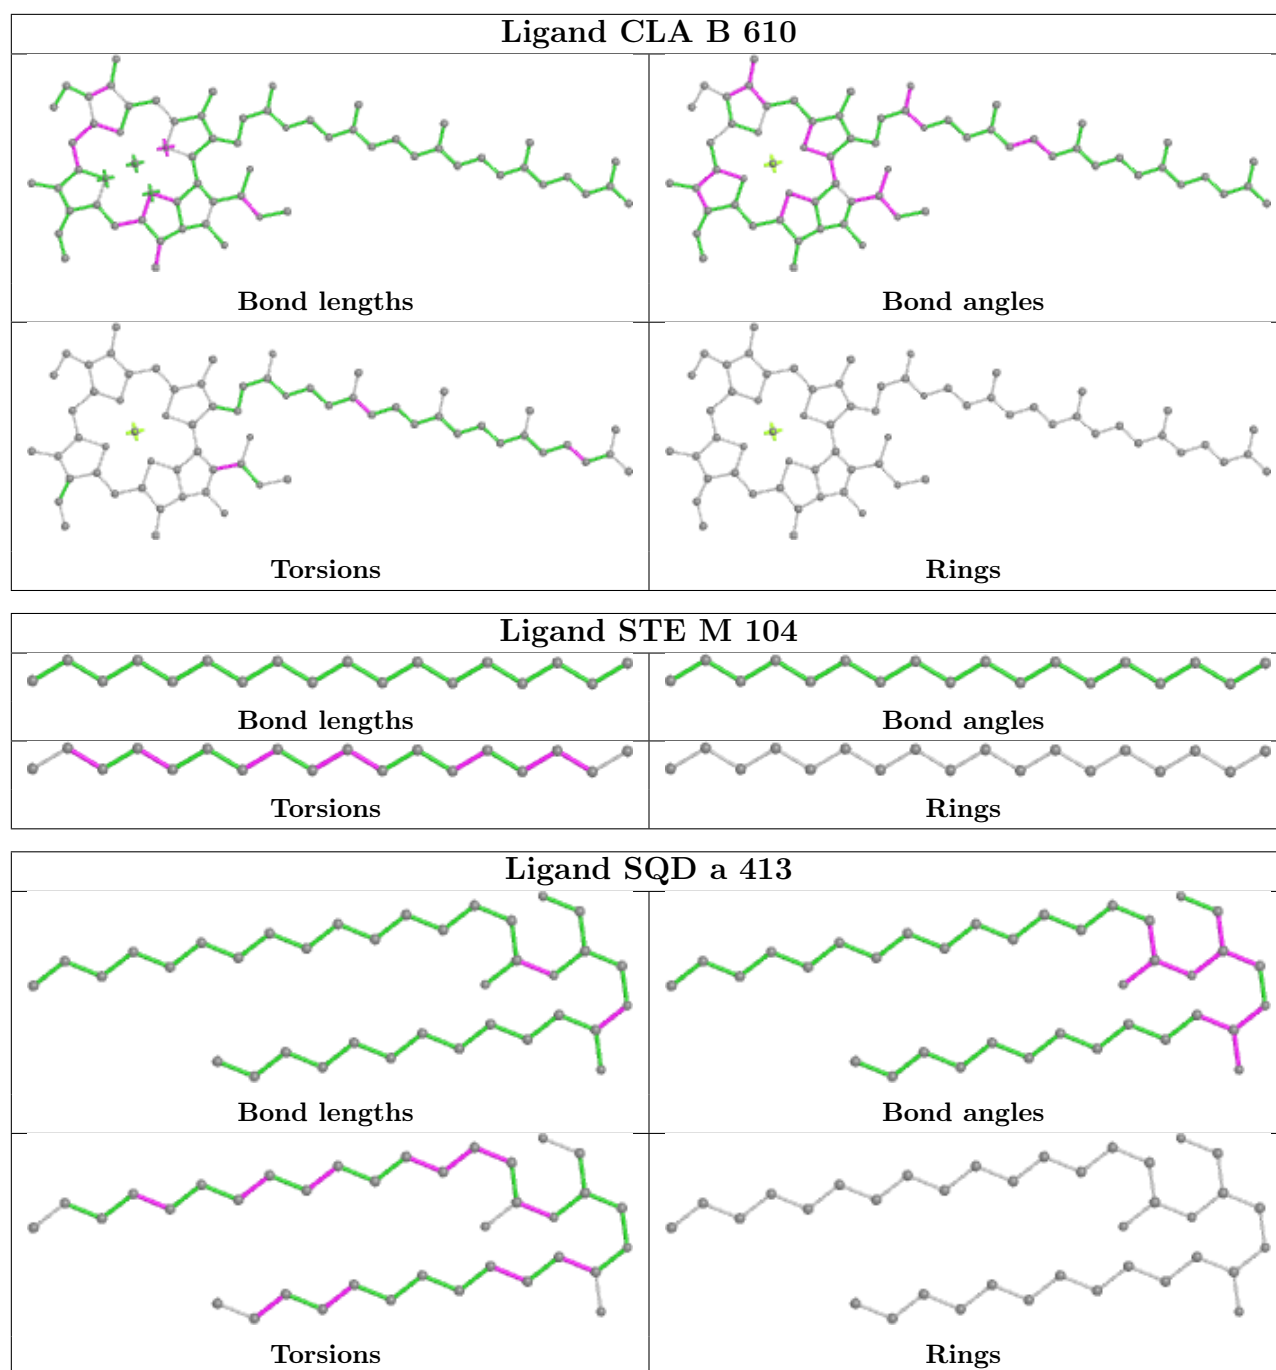 Ligand CLA B 610
Bond lengths
Bond angles
Torsions
Rings
Ligand STE M 104
Bond lengths
Bond angles
Torsions
Rings
Ligand SQD a 413
Bond lengths
Bond angles
Torsions
Rings